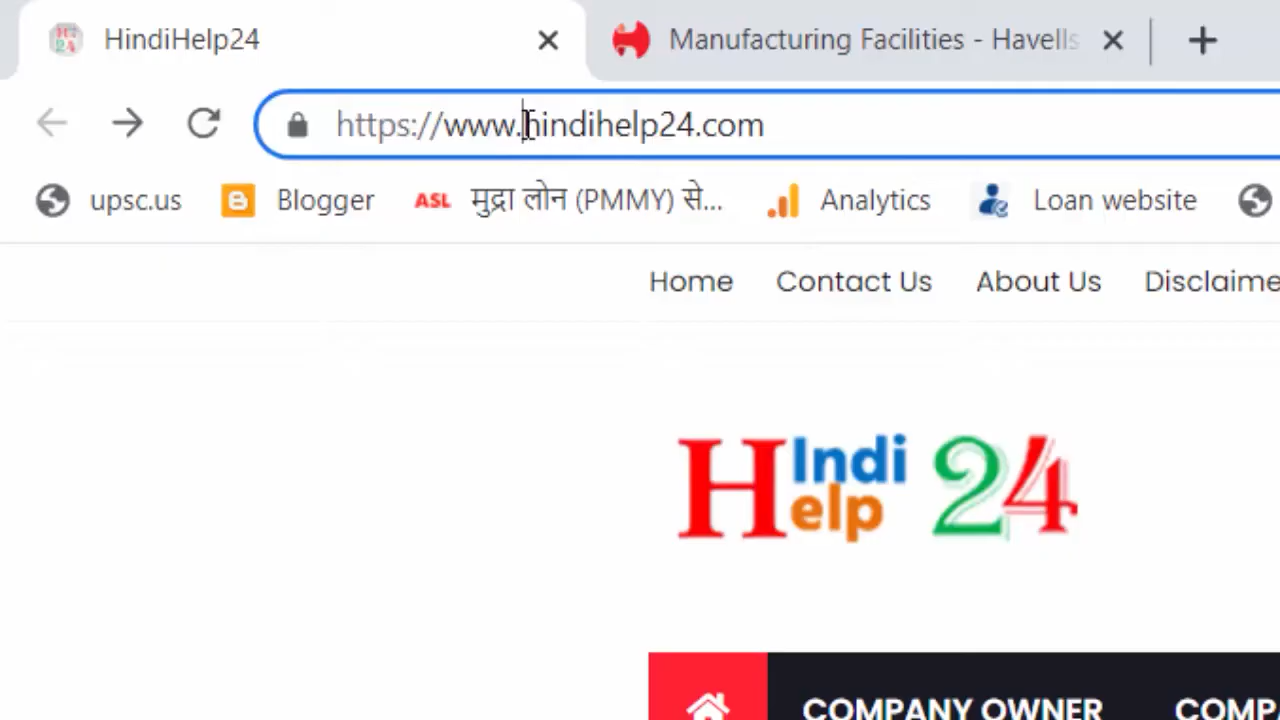 HindiHelp24 Manufacturing Facilities - Havells
https://www.hindihelp24.com
upsc.us Blogger ASL मुद्रा लोन (PMMY) से... Analytics Loan website
Home Contact Us About Us Disclaime
HIndi Help 24
COMPANY OWNER COMP